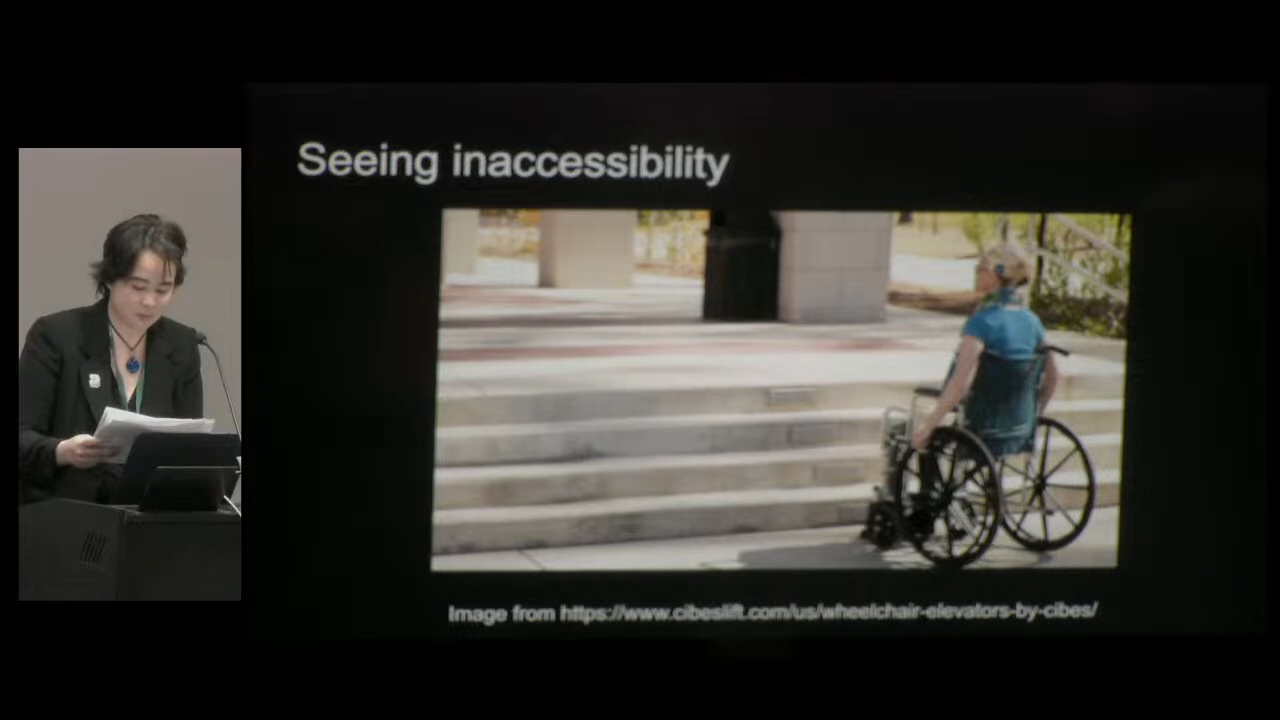 Seeing inaccessibility
Image from https://www.cibeslift.com/us/wheelchair-elevators-by-cibes/